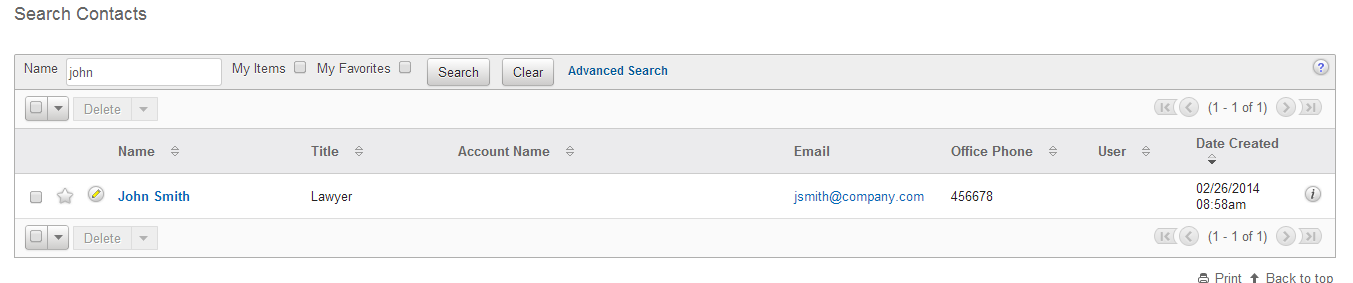 Search Contacts
Name john My Items My Favorites Search Clear Advanced Search ?
Delete (1 - 1 of 1)
Name Title Account Name Email Office Phone User Date Created
John Smith Lawyer jsmith@company.com 456678 02/26/2014 08:58am i
Delete (1 - 1 of 1)
Print Back to top